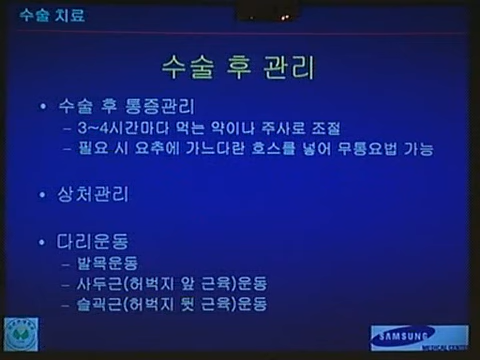 수술 치료
수술 후 관리
• 수술 후 통증관리
– 3~4시간마다 먹는 약이나 주사로 조절
– 필요 시 요추에 가느다란 호스를 넣어 무통요법 가능
• 상처관리
• 다리운동
– 발목운동
– 사두근(허벅지 앞 근육)운동
– 슬괵근(허벅지 뒷 근육)운동
SAMSUNG
MEDICAL CENTER